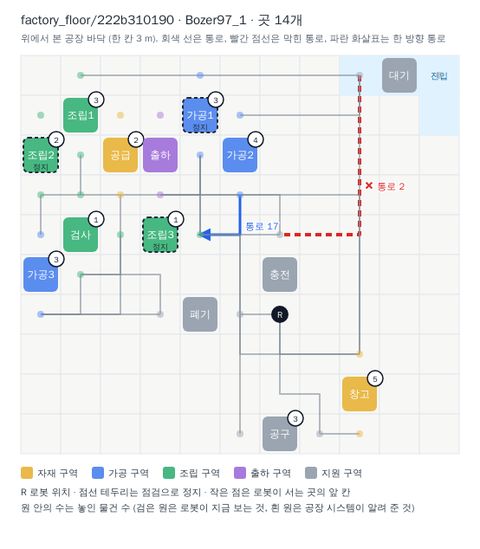 factory_floor/222b310190 · Bozer97_1 · 곳 14개
위에서 본 공장 바닥 (한 칸 3 m). 회색 선은 통로, 빨간 점선은 막힌 통로, 파란 화살표는 한 방향 통로
대기
진입
3
조립1
3
가공1
정지
2
조립2
정지
2
공급
출하
4
가공2
× 통로 2
1
검사
1
조립3
정지
통로 17
3
가공3
충전
폐기
R
5
창고
3
공구
자재 구역 가공 구역 조립 구역 출하 구역 지원 구역
R 로봇 위치 · 점선 테두리는 점검으로 정지 · 작은 점은 로봇이 서는 곳의 앞 칸
원 안의 수는 놓인 물건 수 (검은 원은 로봇이 지금 보는 것, 흰 원은 공장 시스템이 알려 준 것)